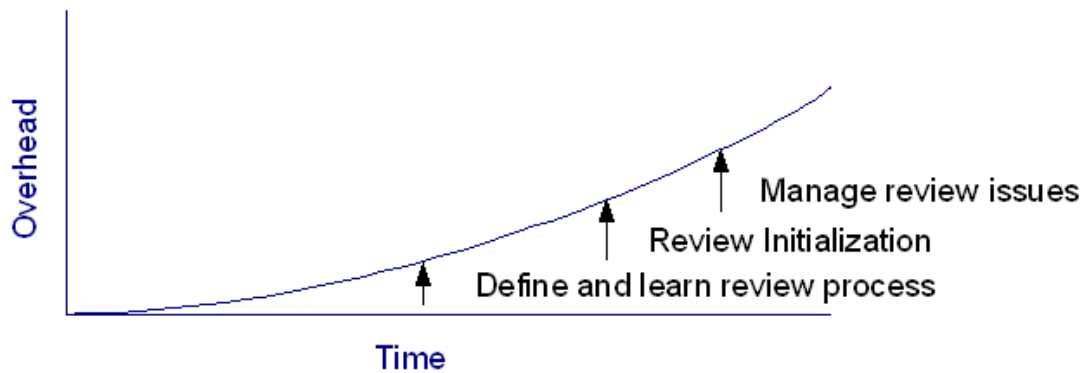 Overhead
Manage review issues
Review Initialization
Define and learn review process
Time